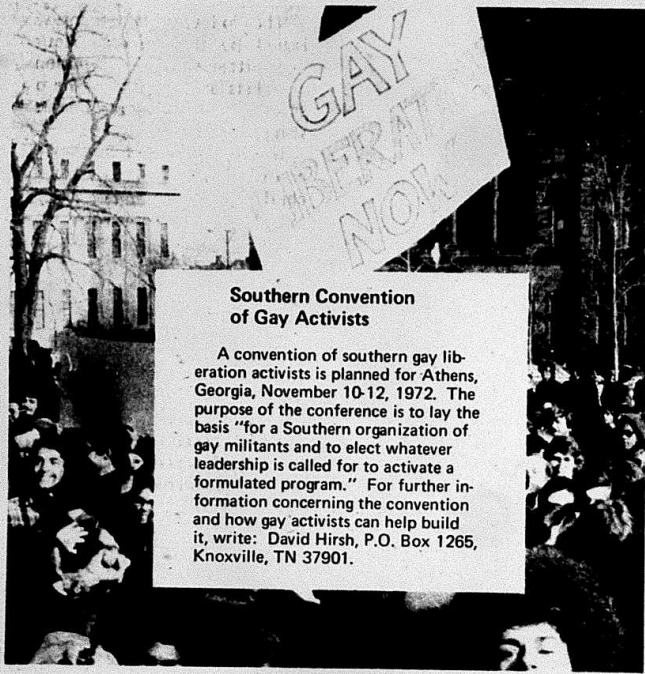 GAY
LIBERATION
NOW
Southern Convention
of Gay Activists
A convention of southern gay lib-
eration activists is planned for Athens,
Georgia, November 10-12, 1972. The
purpose of the conference is to lay the
basis "for a Southern organization of
gay militants and to elect whatever
leadership is called for to activate a
formulated program." For further in-
formation concerning the convention
and how gay activists can help build
it, write: David Hirsh, P.O. Box 1265,
Knoxville, TN 37901.